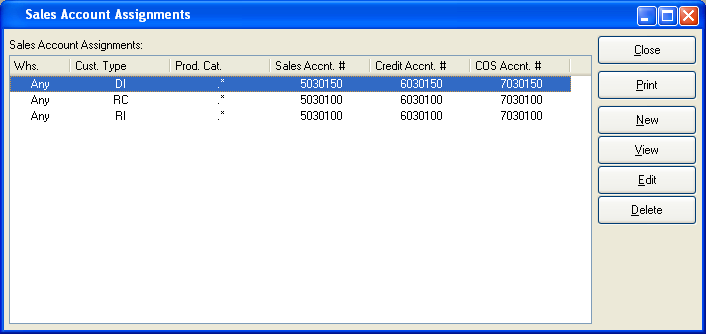 Sales Account Assignments
Sales Account Assignments:
Whs. Cust. Type Prod. Cat. Sales Accnt. # Credit Accnt. # COS Accnt. #
Any DI .* 5030150 6030150 7030150
Any RC .* 5030100 6030100 7030100
Any RI .* 5030100 6030100 7030100
Close
Print
New
View
Edit
Delete